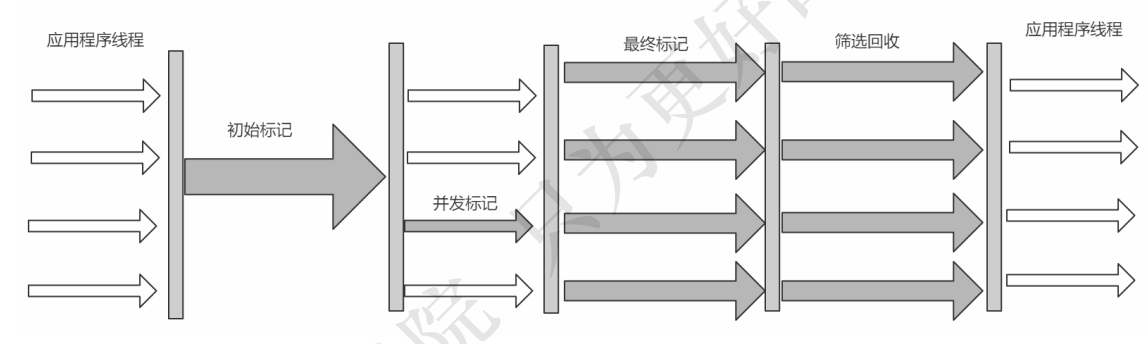 应用程序线程
初始标记
并发标记
最终标记
筛选回收
应用程序线程
院 只为更好